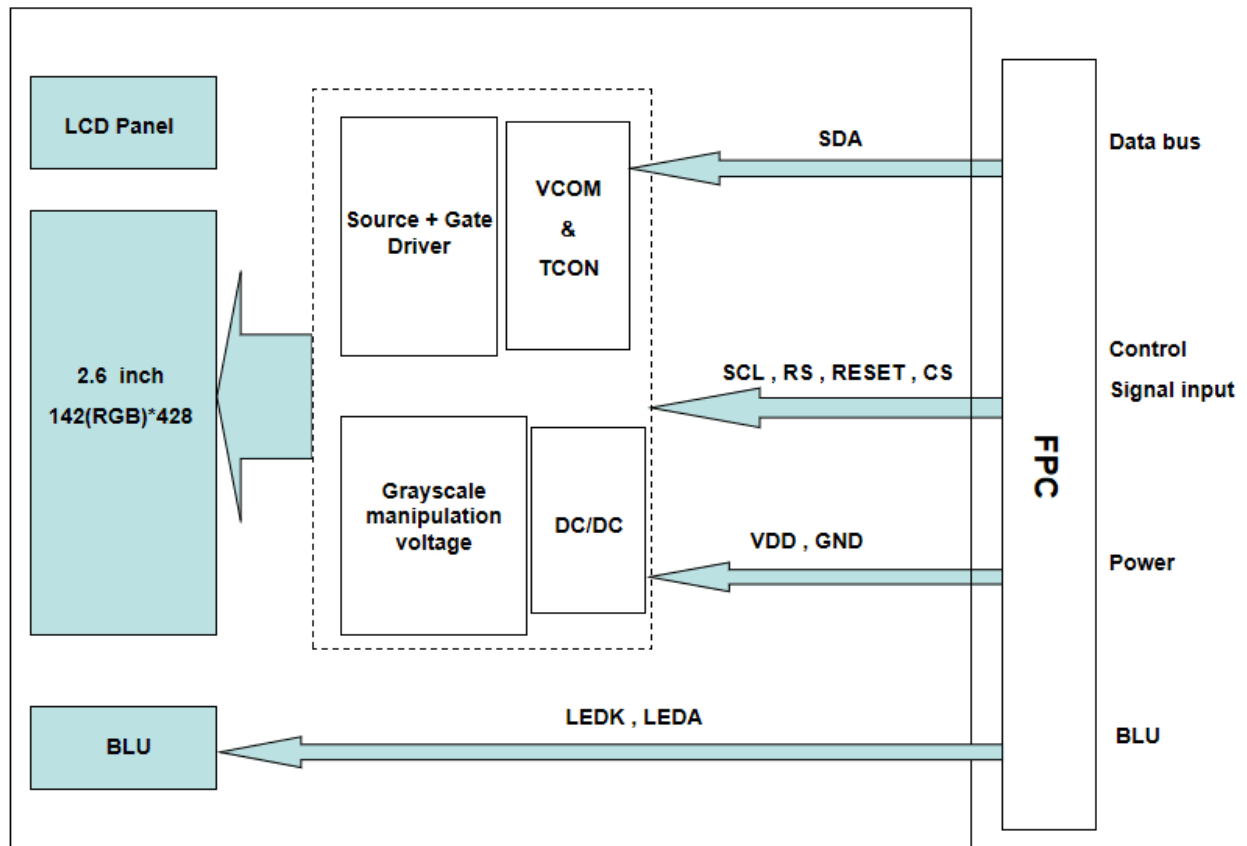 LCD Panel
2.6 inch
142(RGB)*428
BLU
Source + Gate
Driver
VCOM
&
TCON
Grayscale
manipulation
voltage
DC/DC
SDA
SCL , RS , RESET , CS
VDD , GND
LEDK , LEDA
FPC
Data bus
Control
Signal input
Power
BLU